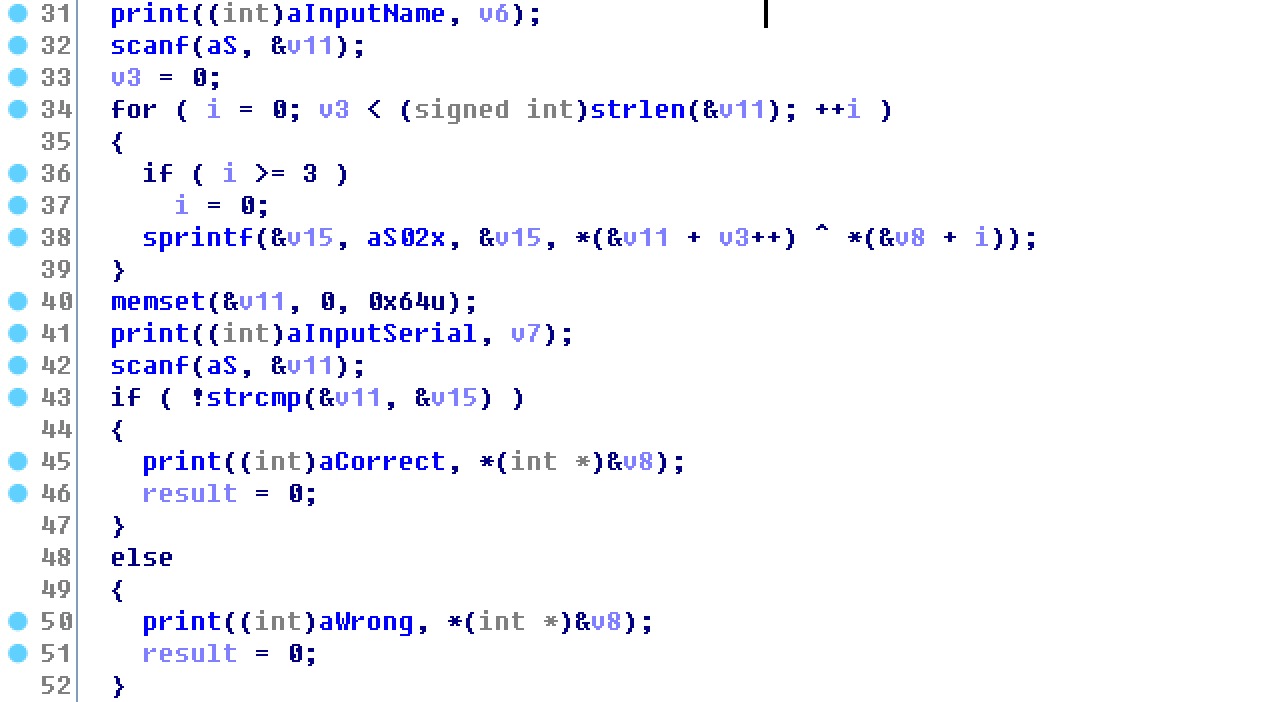 31 print((int)aInputName, v6);
32 scanf(aS, &v11);
33 v3 = 0;
34 for ( i = 0; v3 < (signed int)strlen(&v11); ++i )
35 {
36 if ( i >= 3 )
37 i = 0;
38 sprintf(&v15, aS02x, &v15, *(&v11 + v3++) ^ *(&v8 + i));
39 }
40 memset(&v11, 0, 0x64u);
41 print((int)aInputSerial, v7);
42 scanf(aS, &v11);
43 if ( !strcmp(&v11, &v15) )
44 {
45 print((int)aCorrect, *(int *)&v8);
46 result = 0;
47 }
48 else
49 {
50 print((int)aWrong, *(int *)&v8);
51 result = 0;
52 }